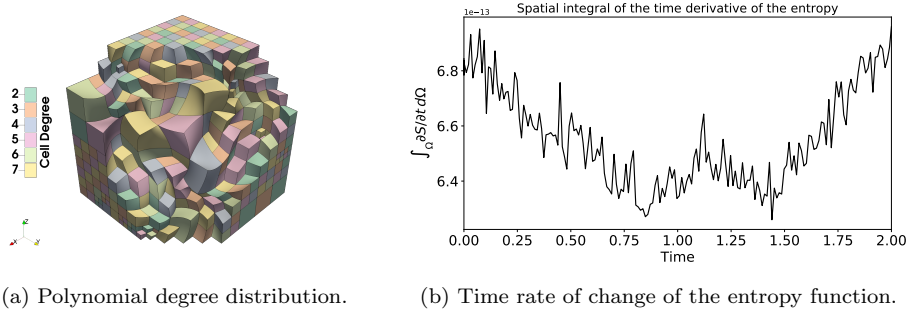 2
3
4
5
6
7
Cell Degree
Z
X
Y
1e−13
Spatial integral of the time derivative of the entropy
6.8
6.6
6.4
∫Ω ∂S/∂t dΩ
0.00 0.25 0.50 0.75 1.00 1.25 1.50 1.75 2.00
Time
(a) Polynomial degree distribution.
(b) Time rate of change of the entropy function.